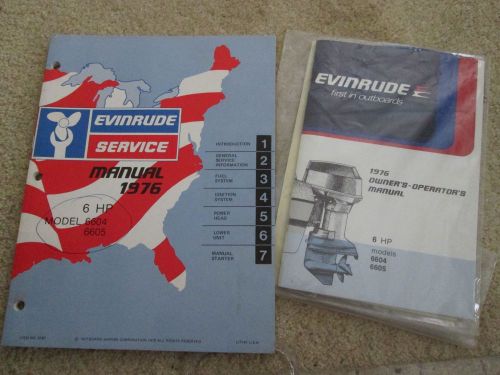 EVINRUDE
SERVICE
MANUAL
1976
6 HP
MODEL 6604
6605
INTRODUCTION 1
GENERAL
SERVICE
INFORMATION 2
FUEL
SYSTEM 3
IGNITION
SYSTEM 4
POWER
HEAD 5
LOWER
UNIT 6
MANUAL
STARTER 7
LITHO U.S.A.
EVINRUDE
first in outboards
1976
OWNER'S-OPERATOR'S
MANUAL
6 HP
models
6604
6605